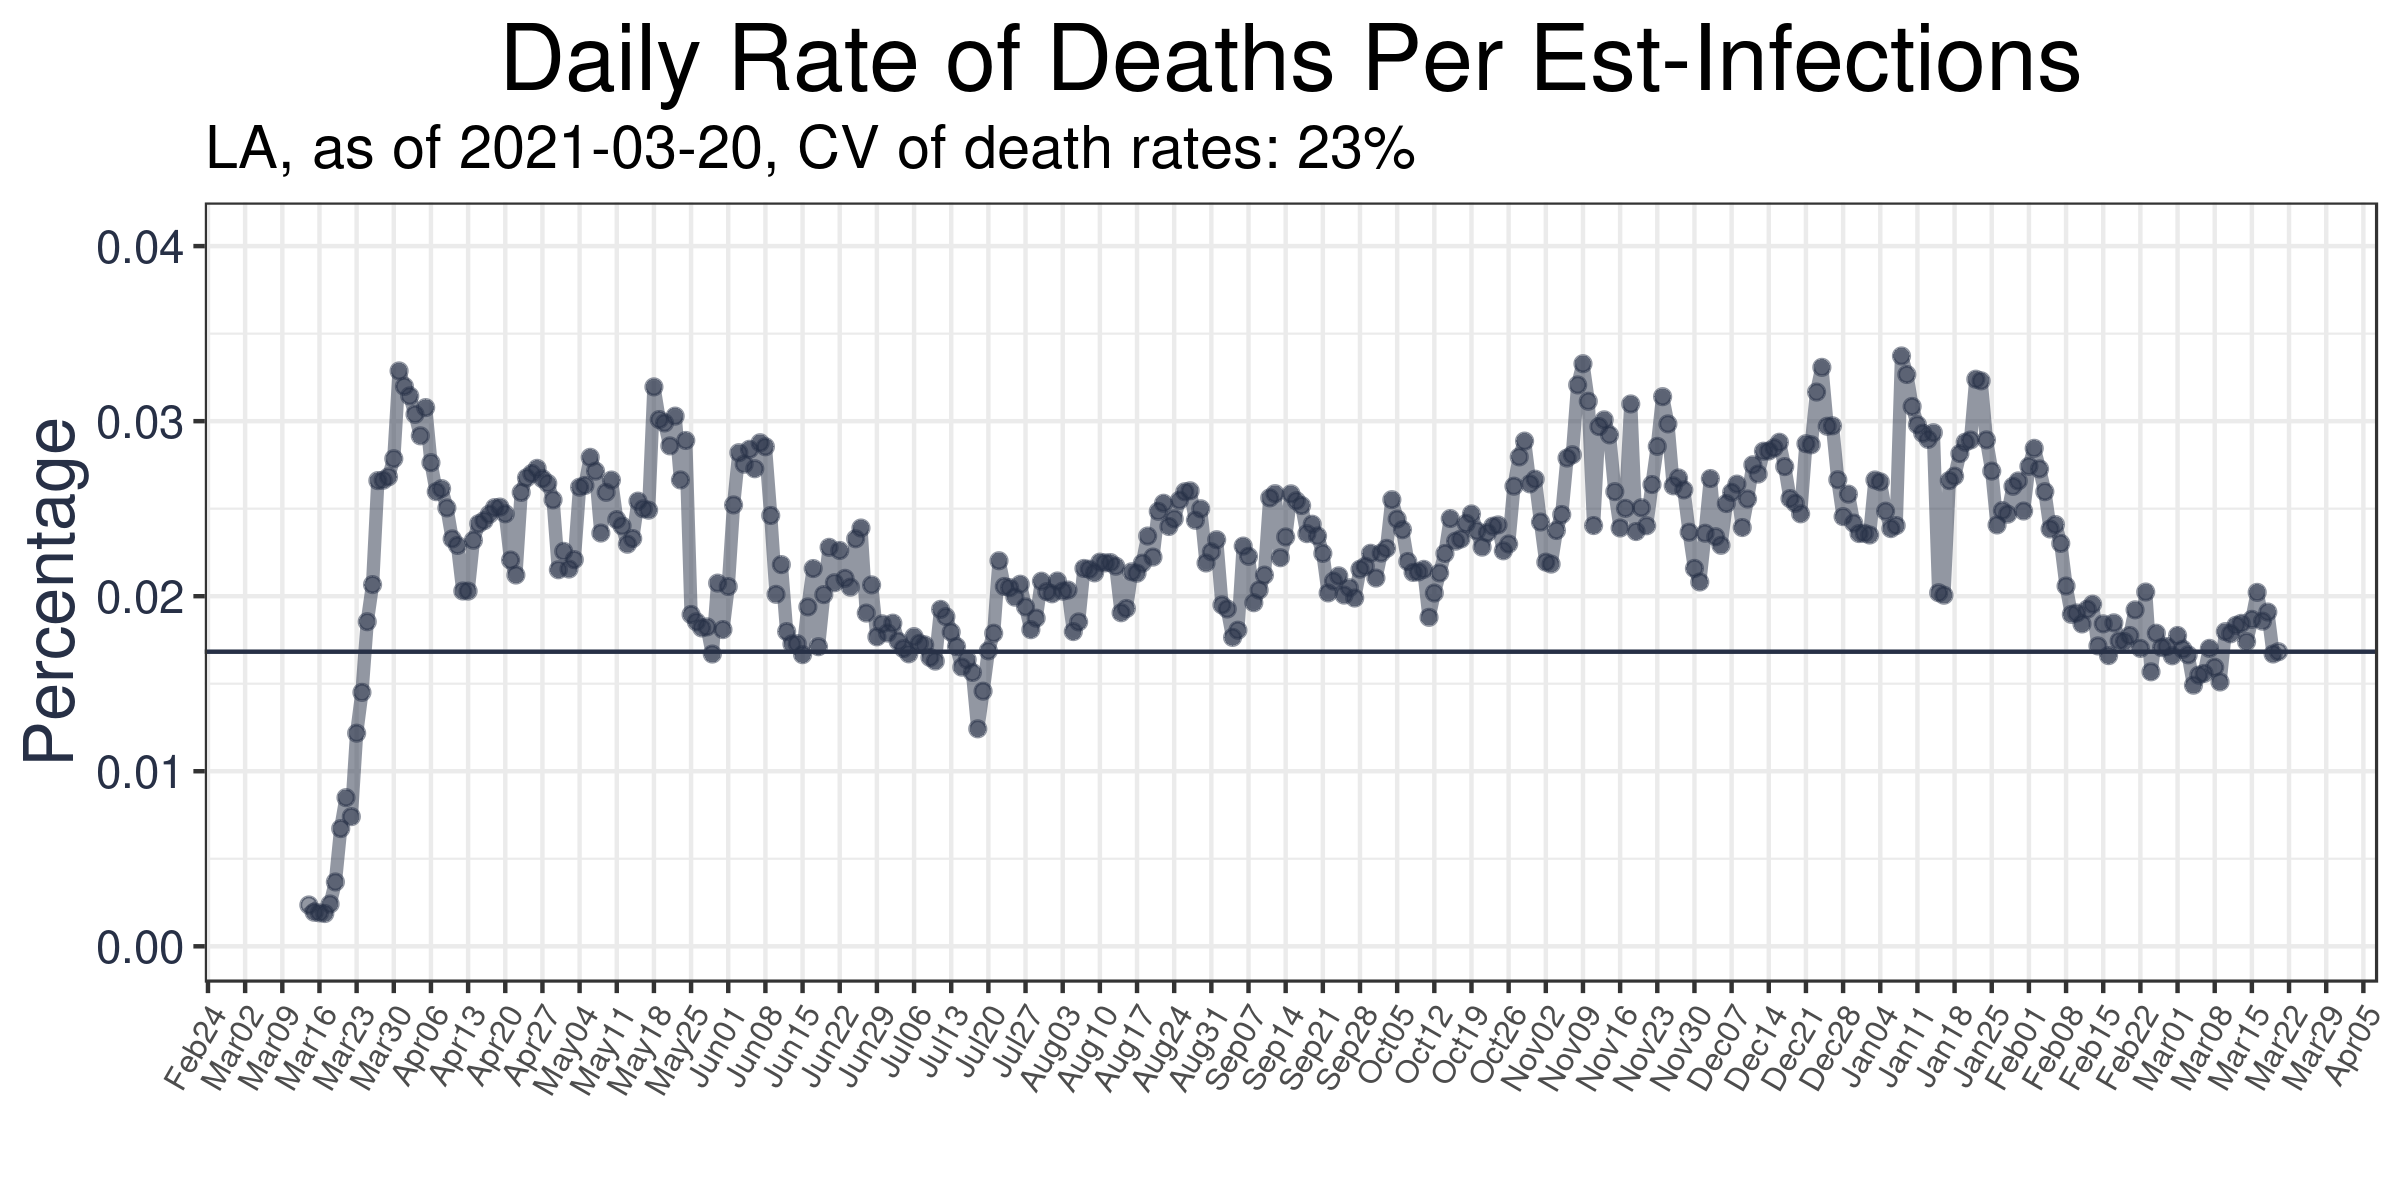 Daily Rate of Deaths Per Est-Infections
LA, as of 2021-03-20, CV of death rates: 23%
Percentage
0.04
0.03
0.02
0.01
0.00
Feb24
Mar02
Mar09
Mar16
Mar23
Mar30
Apr06
Apr13
Apr20
Apr27
May04
May11
May18
May25
Jun01
Jun08
Jun15
Jun22
Jun29
Jul06
Jul13
Jul20
Jul27
Aug03
Aug10
Aug17
Aug24
Aug31
Sep07
Sep14
Sep21
Sep28
Oct05
Oct12
Oct19
Oct26
Nov02
Nov09
Nov16
Nov23
Nov30
Dec07
Dec14
Dec21
Dec28
Jan04
Jan11
Jan18
Jan25
Feb01
Feb08
Feb15
Feb22
Mar01
Mar08
Mar15
Mar22
Mar29
Apr05